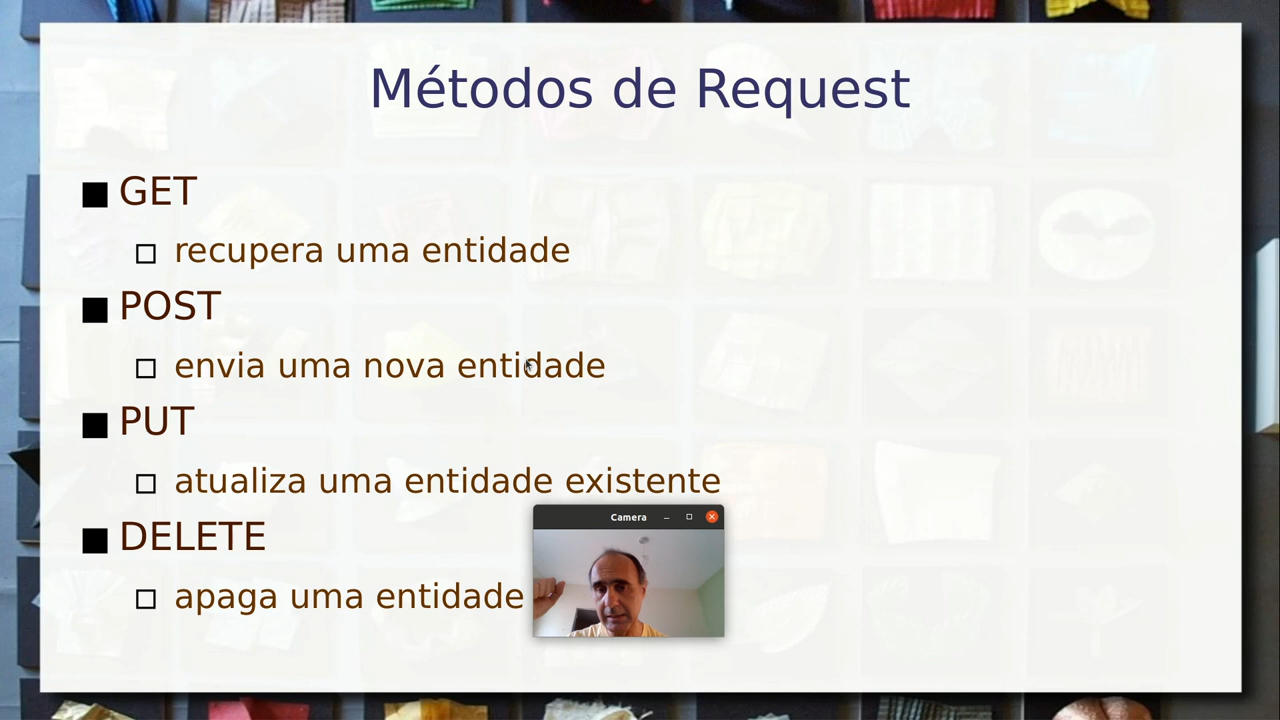 Métodos de Request
GET
recupera uma entidade
POST
envia uma nova entidade
PUT
atualiza uma entidade existente
Camera
DELETE
apaga uma entidade